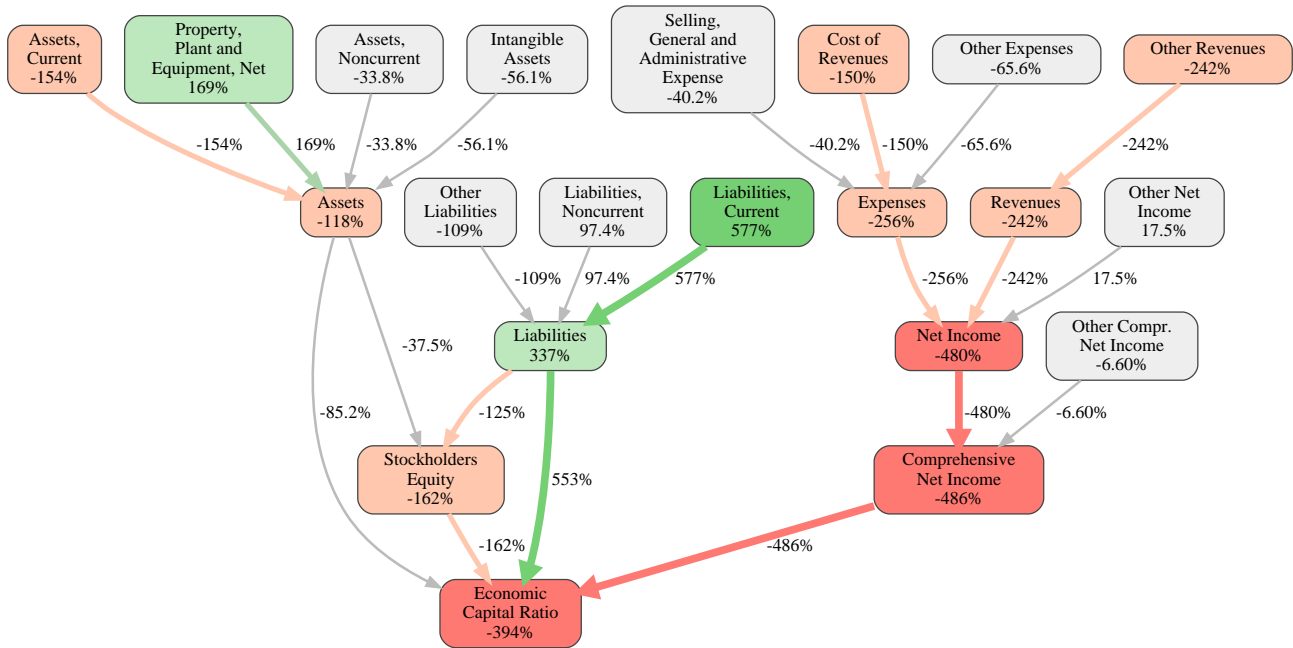 Assets,
Current
-154%
Property,
Plant and
Equipment, Net
169%
Assets,
Noncurrent
-33.8%
Intangible
Assets
-56.1%
Selling,
General and
Administrative
Expense
-40.2%
Cost of
Revenues
-150%
Other Expenses
-65.6%
Other Revenues
-242%
-154%
169%
-33.8%
-56.1%
-40.2%
-150%
-65.6%
-242%
Assets
-118%
Other
Liabilities
-109%
Liabilities,
Noncurrent
97.4%
Liabilities,
Current
577%
Expenses
-256%
Revenues
-242%
Other Net
Income
17.5%
-109%
97.4%
577%
-256%
-242%
17.5%
Liabilities
337%
Net Income
-480%
Other Compr.
Net Income
-6.60%
-37.5%
-85.2%
-125%
-480%
-6.60%
Stockholders
Equity
-162%
553%
Comprehensive
Net Income
-486%
-162%
-486%
Economic
Capital Ratio
-394%